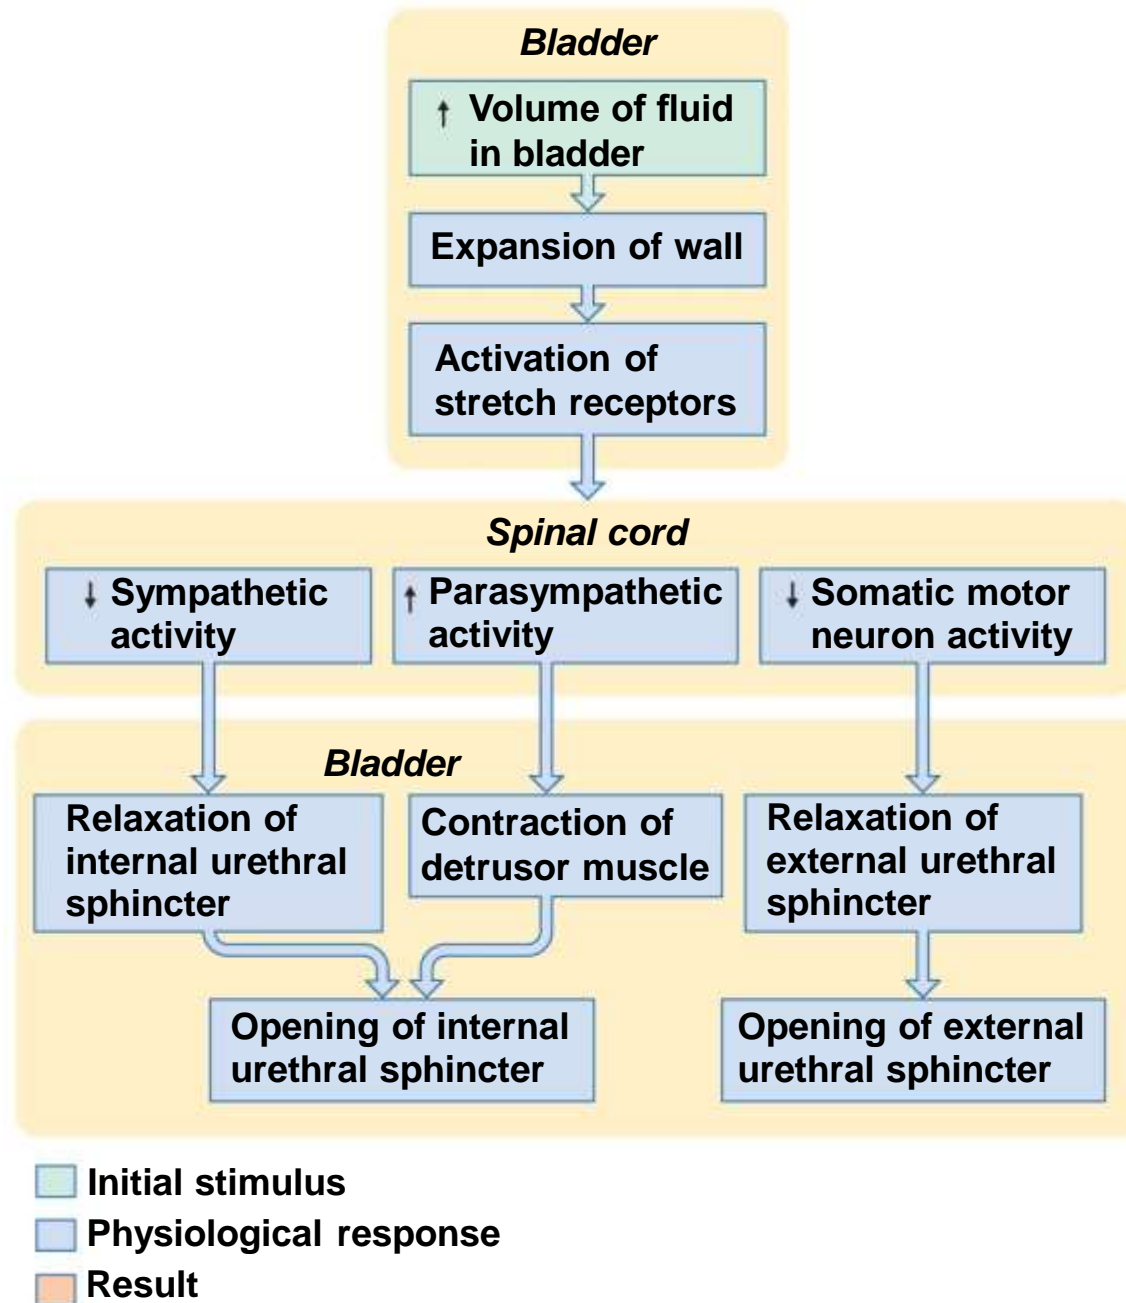 Bladder
↑ Volume of fluid
in bladder
Expansion of wall
Activation of
stretch receptors
Spinal cord
↓ Sympathetic
activity
↑ Parasympathetic
activity
↓ Somatic motor
neuron activity
Bladder
Relaxation of
internal urethral
sphincter
Contraction of
detrusor muscle
Relaxation of
external urethral
sphincter
Opening of internal
urethral sphincter
Opening of external
urethral sphincter
Initial stimulus
Physiological response
Result